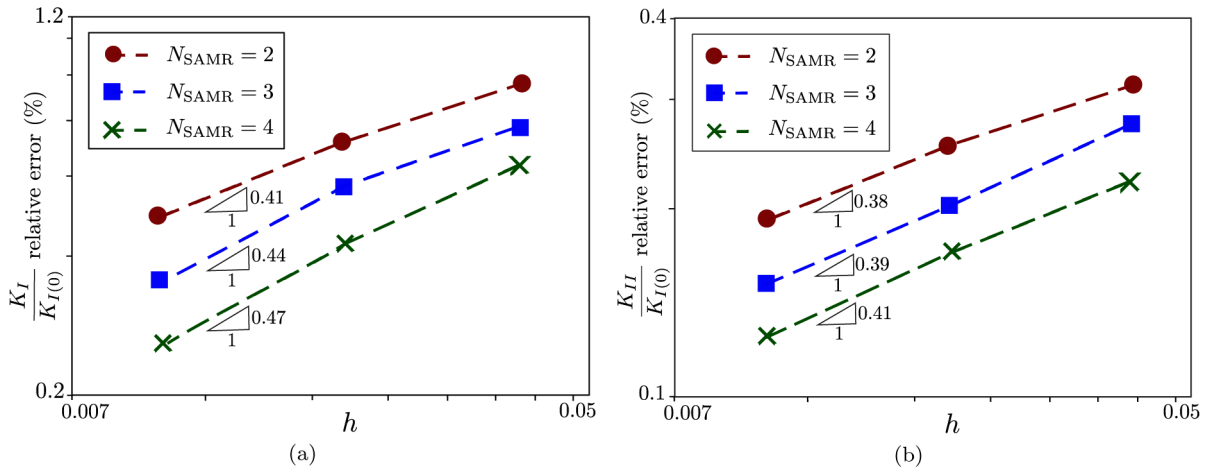 1.2
N_SAMR = 2
N_SAMR = 3
N_SAMR = 4
K_I / K_I(0) relative error (%)
0.41
1
0.44
1
0.47
1
0.2
0.007
h
0.05
(a)
0.4
N_SAMR = 2
N_SAMR = 3
N_SAMR = 4
K_II / K_I(0) relative error (%)
0.38
1
0.39
1
0.41
1
0.1
0.007
h
0.05
(b)